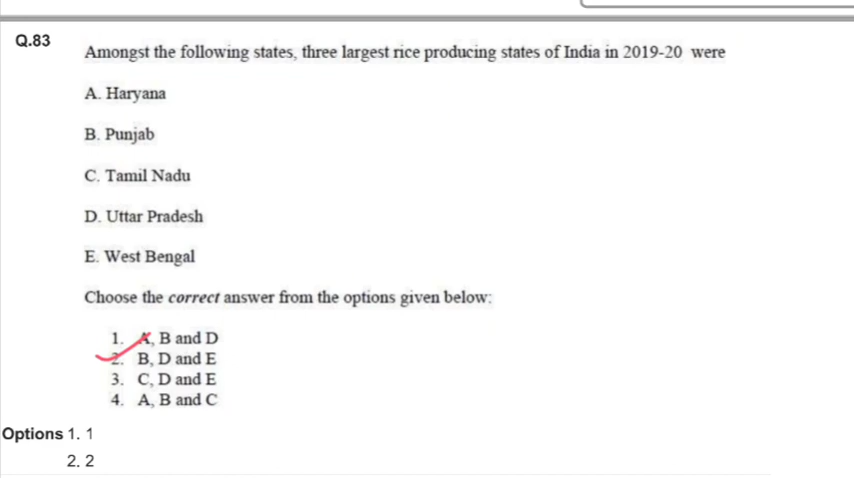 Q.83
Amongst the following states, three largest rice producing states of India in 2019-20 were
A. Haryana
B. Punjab
C. Tamil Nadu
D. Uttar Pradesh
E. West Bengal
Choose the correct answer from the options given below:
1. A, B and D
2. B, D and E
3. C, D and E
4. A, B and C
Options 1. 1
2. 2